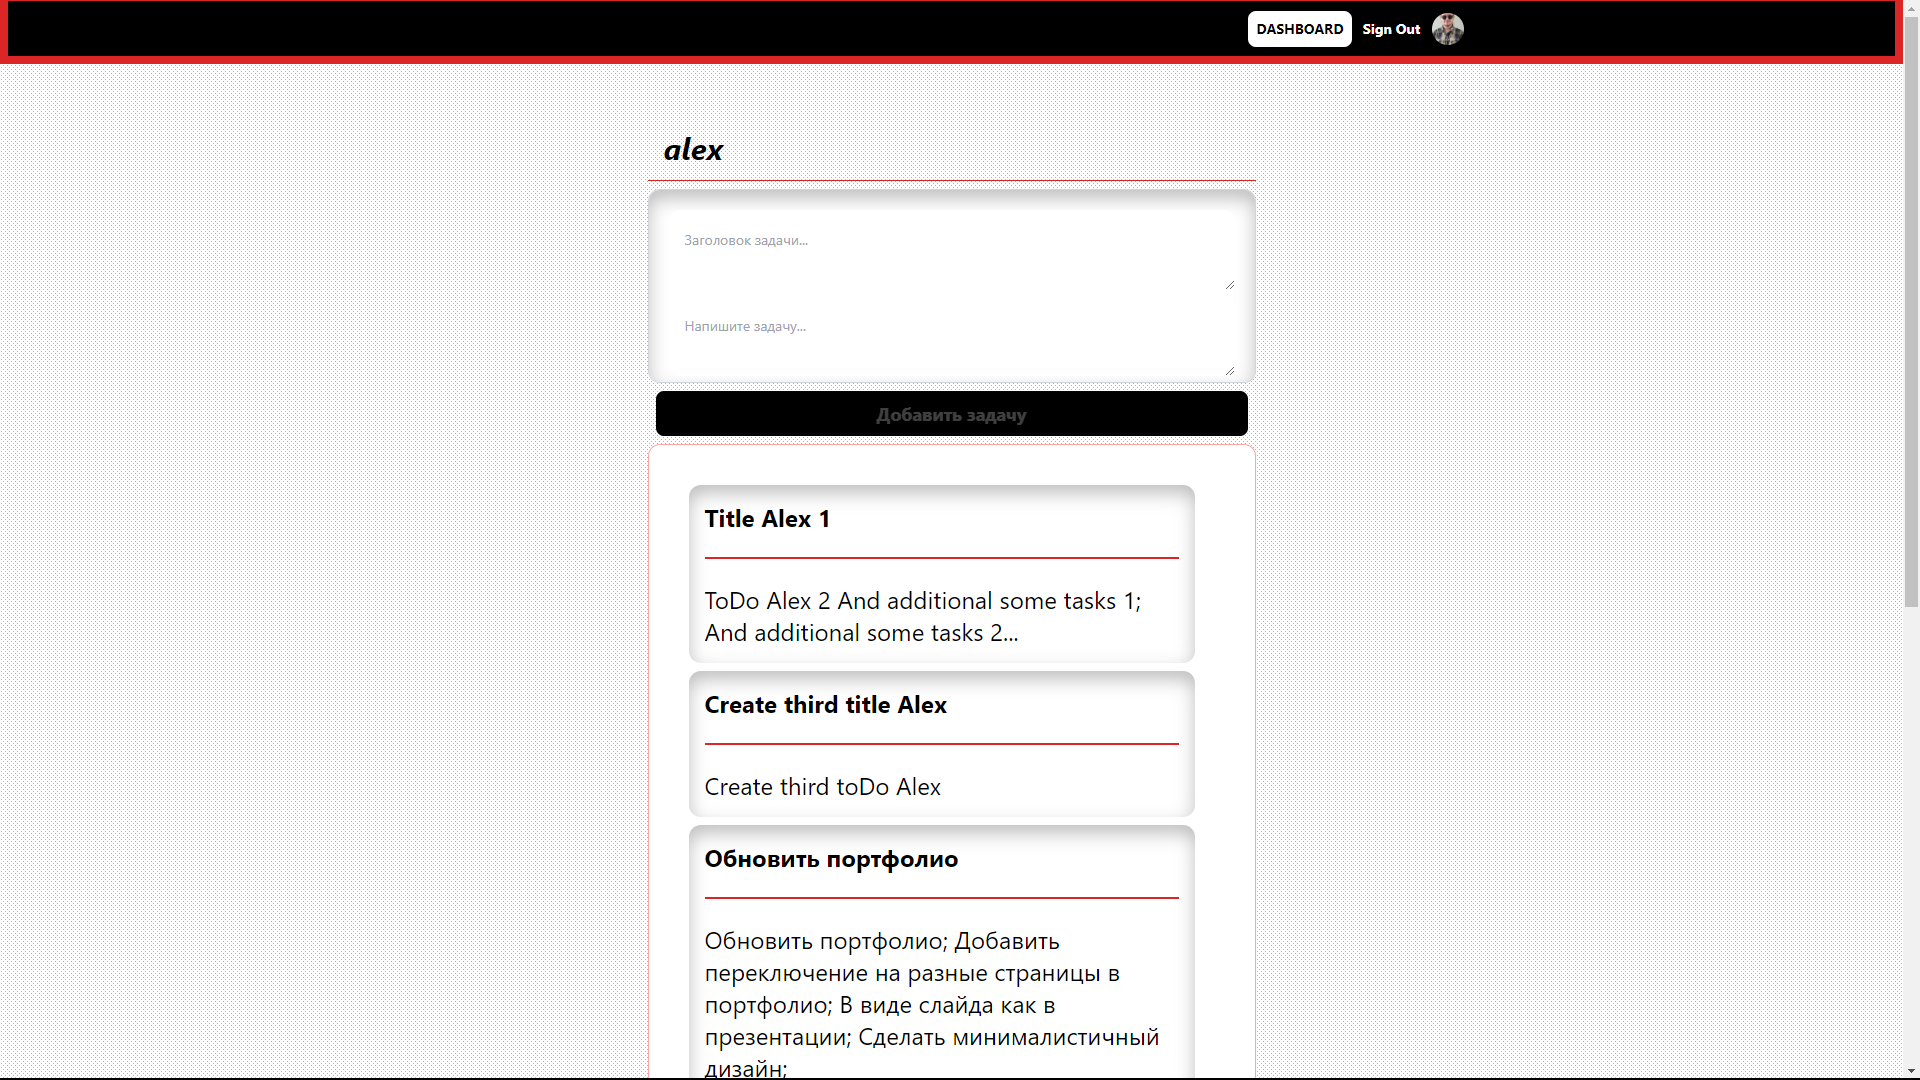 DASHBOARD Sign Out
alex
Заголовок задачи...
Напишите задачу...
Добавить задачу
Title Alex 1
ToDo Alex 2 And additional some tasks 1;
And additional some tasks 2...
Create third title Alex
Create third toDo Alex
Обновить портфолио
Обновить портфолио; Добавить
переключение на разные страницы в
портфолио; В виде слайда как в
презентации; Сделать минималистичный
дизайн;